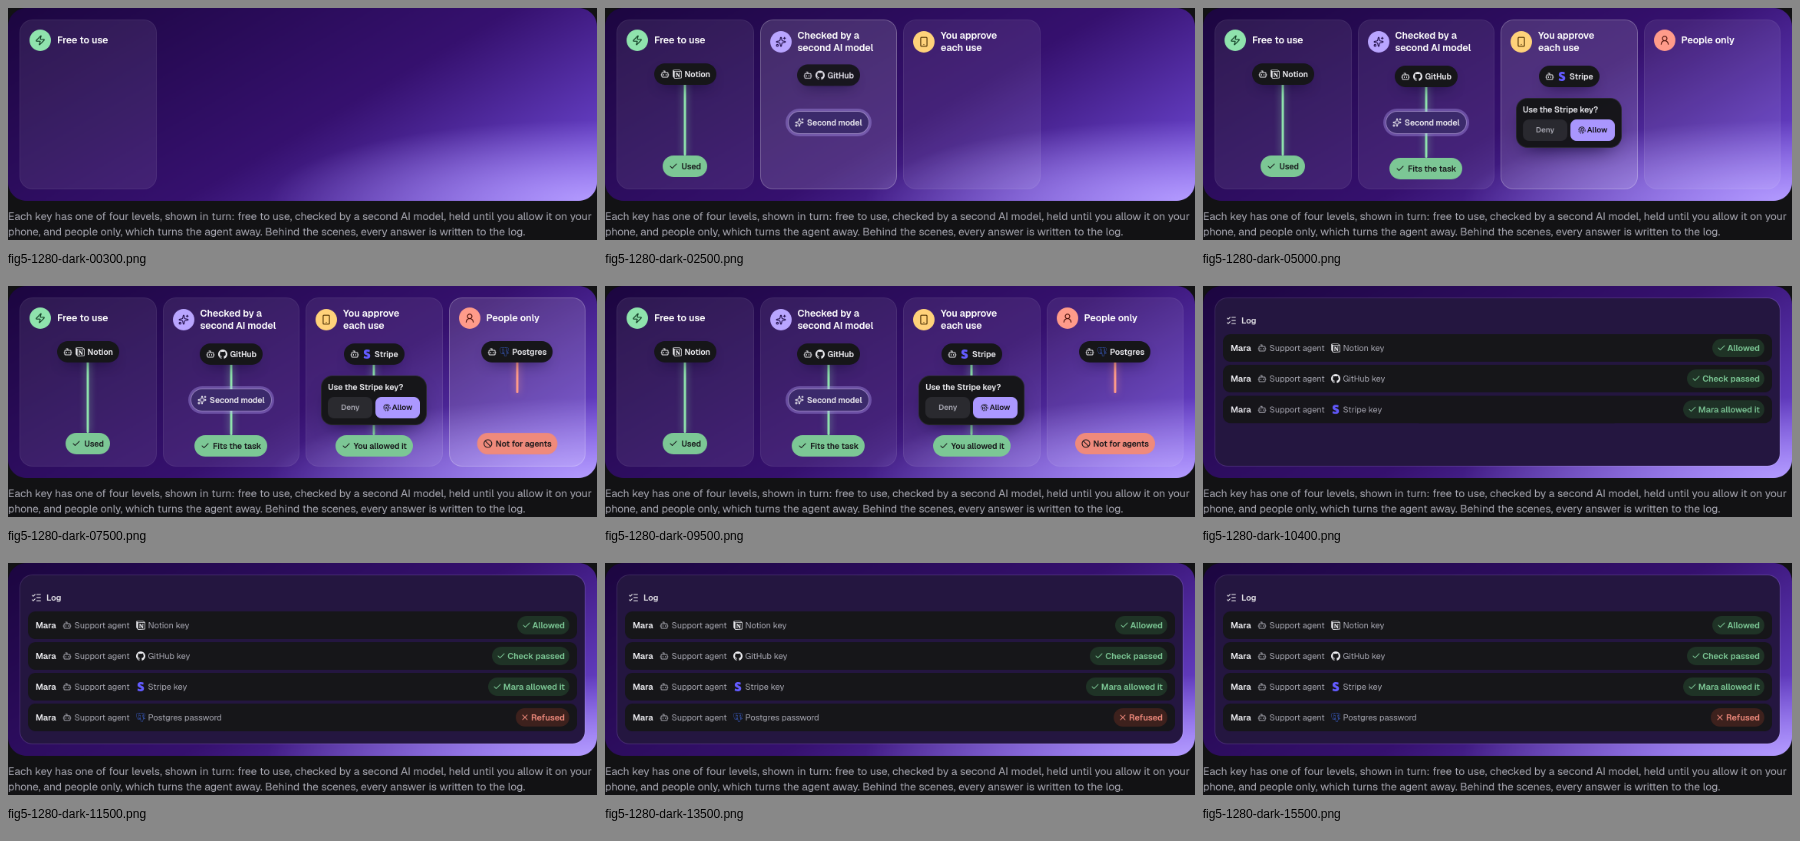 Free to use
Each key has one of four levels, shown in turn: free to use, checked by a second AI model, held until you allow it on your
phone, and people only, which turns the agent away. Behind the scenes, every answer is written to the log.
fig5-1280-dark-00300.png
Free to use
Checked by a
second AI model
You approve
each use
Notion
GitHub
Second model
Used
Each key has one of four levels, shown in turn: free to use, checked by a second AI model, held until you allow it on your
phone, and people only, which turns the agent away. Behind the scenes, every answer is written to the log.
fig5-1280-dark-02500.png
Free to use
Checked by a
second AI model
You approve
each use
People only
Notion
GitHub
Stripe
Use the Stripe key?
Deny
Allow
Second model
Used
Fits the task
Each key has one of four levels, shown in turn: free to use, checked by a second AI model, held until you allow it on your
phone, and people only, which turns the agent away. Behind the scenes, every answer is written to the log.
fig5-1280-dark-05000.png
Free to use
Checked by a
second AI model
You approve
each use
People only
Notion
GitHub
Stripe
Postgres
Use the Stripe key?
Second model
Deny
Allow
Used
Fits the task
You allowed it
Not for agents
Each key has one of four levels, shown in turn: free to use, checked by a second AI model, held until you allow it on your
phone, and people only, which turns the agent away. Behind the scenes, every answer is written to the log.
fig5-1280-dark-07500.png
Free to use
Checked by a
second AI model
You approve
each use
People only
Notion
GitHub
Stripe
Postgres
Use the Stripe key?
Second model
Deny
Allow
Used
Fits the task
You allowed it
Not for agents
Each key has one of four levels, shown in turn: free to use, checked by a second AI model, held until you allow it on your
phone, and people only, which turns the agent away. Behind the scenes, every answer is written to the log.
fig5-1280-dark-09500.png
Log
Mara Support agent Notion key Allowed
Mara Support agent GitHub key Check passed
Mara Support agent Stripe key Mara allowed it
Each key has one of four levels, shown in turn: free to use, checked by a second AI model, held until you allow it on your
phone, and people only, which turns the agent away. Behind the scenes, every answer is written to the log.
fig5-1280-dark-10400.png
Log
Mara Support agent Notion key Allowed
Mara Support agent GitHub key Check passed
Mara Support agent Stripe key Mara allowed it
Mara Support agent Postgres password Refused
Each key has one of four levels, shown in turn: free to use, checked by a second AI model, held until you allow it on your
phone, and people only, which turns the agent away. Behind the scenes, every answer is written to the log.
fig5-1280-dark-11500.png
Log
Mara Support agent Notion key Allowed
Mara Support agent GitHub key Check passed
Mara Support agent Stripe key Mara allowed it
Mara Support agent Postgres password Refused
Each key has one of four levels, shown in turn: free to use, checked by a second AI model, held until you allow it on your
phone, and people only, which turns the agent away. Behind the scenes, every answer is written to the log.
fig5-1280-dark-13500.png
Log
Mara Support agent Notion key Allowed
Mara Support agent GitHub key Check passed
Mara Support agent Stripe key Mara allowed it
Mara Support agent Postgres password Refused
Each key has one of four levels, shown in turn: free to use, checked by a second AI model, held until you allow it on your
phone, and people only, which turns the agent away. Behind the scenes, every answer is written to the log.
fig5-1280-dark-15500.png